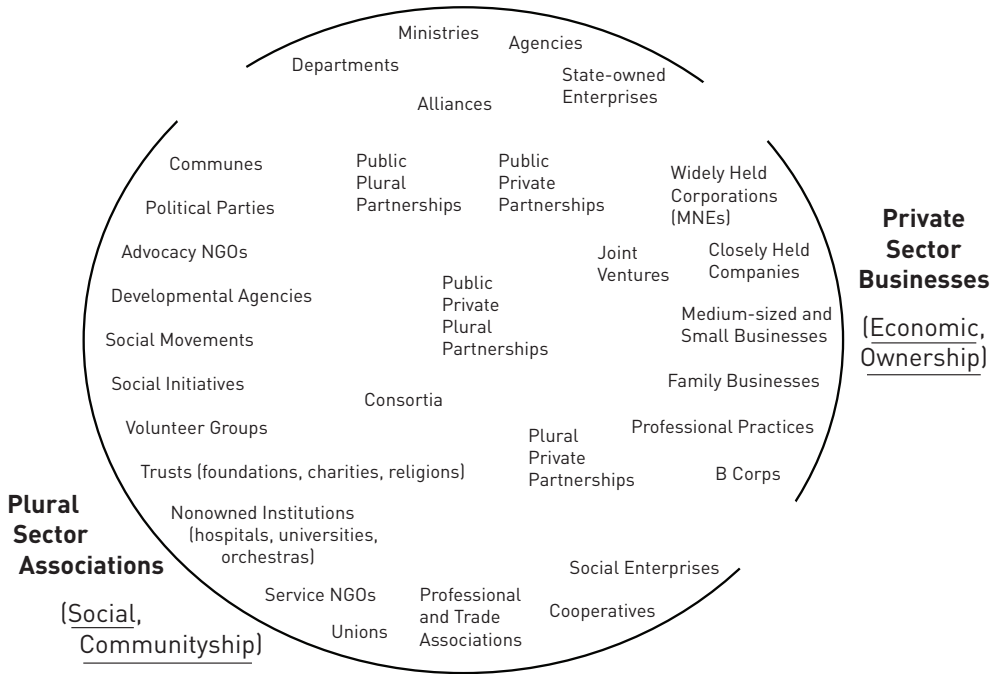 Ministries
Agencies
Departments
State-owned
Enterprises
Alliances
Communes
Political Parties
Advocacy NGOs
Developmental Agencies
Social Movements
Social Initiatives
Volunteer Groups
Trusts (foundations, charities, religions)
Nonowned Institutions
(hospitals, universities,
orchestras)
Service NGOs
Unions
Professional
and Trade
Associations
Cooperatives
Social Enterprises
Public
Plural
Partnerships
Public
Private
Partnerships
Public
Private
Plural
Partnerships
Consortia
Plural
Private
Partnerships
Joint
Ventures
Widely Held
Corporations
(MNEs)
Closely Held
Companies
Medium-sized and
Small Businesses
Family Businesses
Professional Practices
B Corps
Private
Sector
Businesses
(Economic,
Ownership)
Plural
Sector
Associations
(Social,
Communityship)